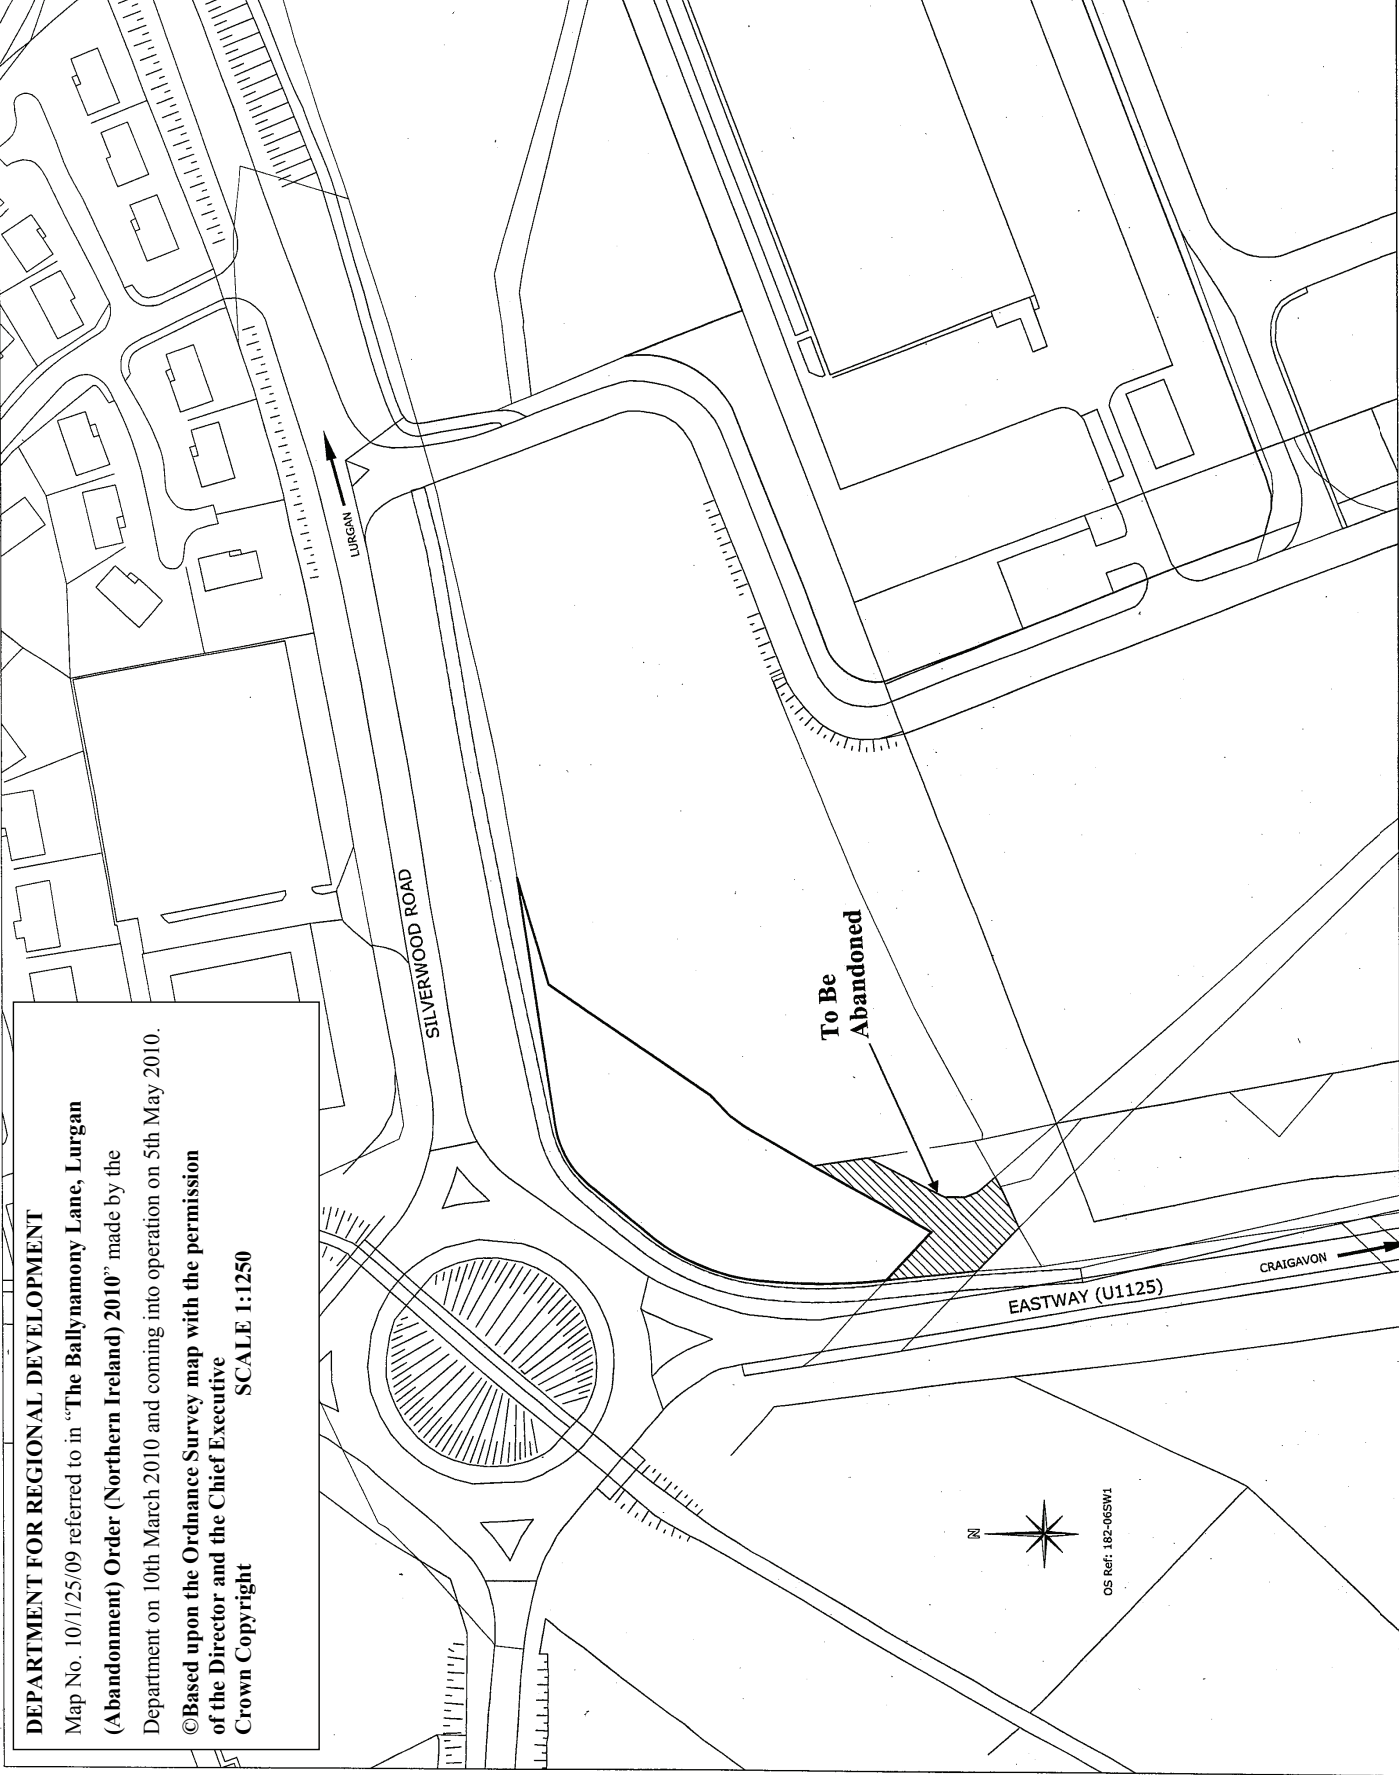 DEPARTMENT FOR REGIONAL DEVELOPMENT
Map No. 10/1/25/09 referred to in “The Ballynamony Lane, Lurgan
(Abandonment) Order (Northern Ireland) 2010” made by the
Department on 10th March 2010 and coming into operation on 5th May 2010.
©Based upon the Ordnance Survey map with the permission
of the Director and the Chief Executive
Crown Copyright SCALE 1:1250
LURGAN
SILVERWOOD ROAD
To Be
Abandoned
EASTWAY (U1125)
CRAIGAVON
N
OS Ref: 182-06SW1